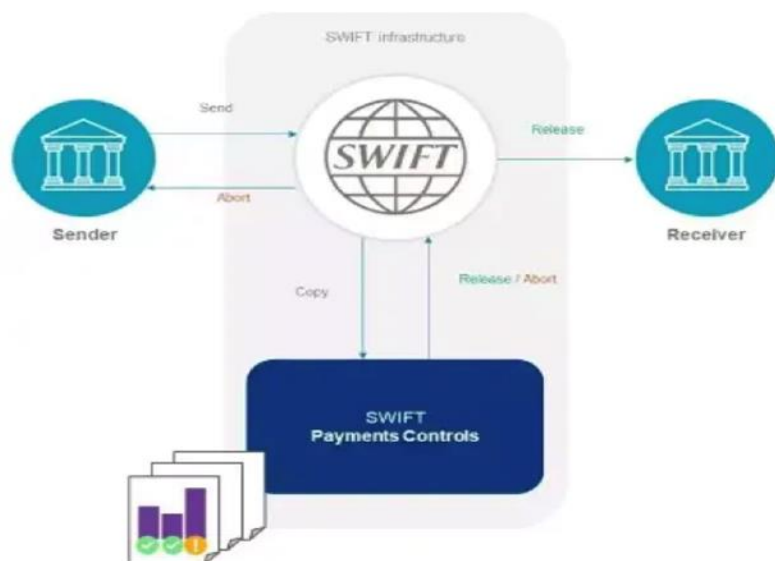 SWIFT infrastructure
Send
SWIFT
Release
Abort
Sender
Receiver
Copy
Release / Abort
SWIFT
Payments Controls